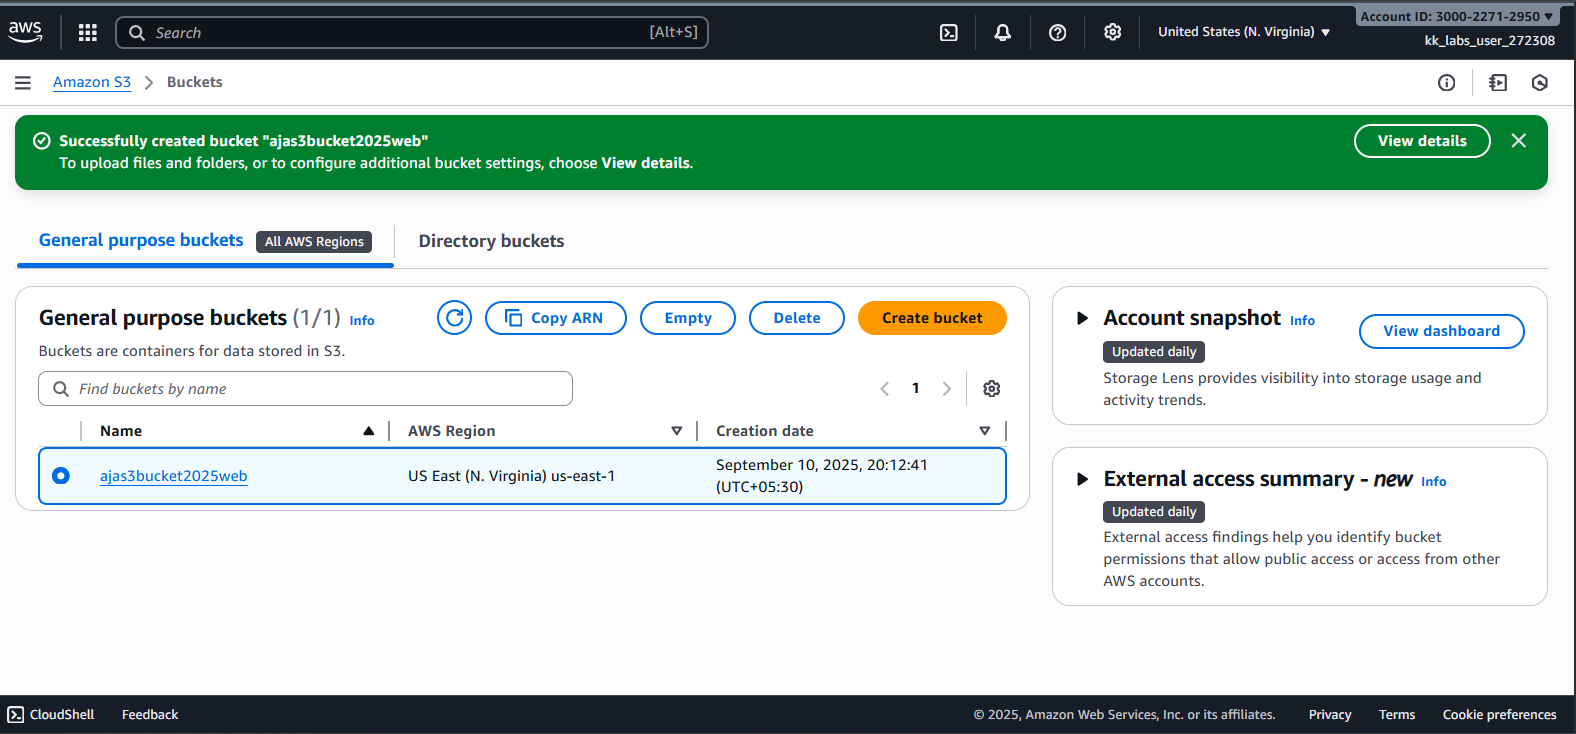 aws
Search
[Alt+S]
United States (N. Virginia)
Account ID: 3000-2271-2950
kk_labs_user_272308
Amazon S3
Buckets
Successfully created bucket "ajas3bucket2025web"
To upload files and folders, or to configure additional bucket settings, choose View details.
View details
General purpose buckets
All AWS Regions
Directory buckets
General purpose buckets (1/1) Info
Copy ARN
Empty
Delete
Create bucket
Buckets are containers for data stored in S3.
Find buckets by name
1
Name
AWS Region
Creation date
ajas3bucket2025web
US East (N. Virginia) us-east-1
September 10, 2025, 20:12:41
(UTC+05:30)
Account snapshot Info
View dashboard
Updated daily
Storage Lens provides visibility into storage usage and
activity trends.
External access summary - new Info
Updated daily
External access findings help you identify bucket
permissions that allow public access or access from other
AWS accounts.
CloudShell
Feedback
© 2025, Amazon Web Services, Inc. or its affiliates.
Privacy
Terms
Cookie preferences